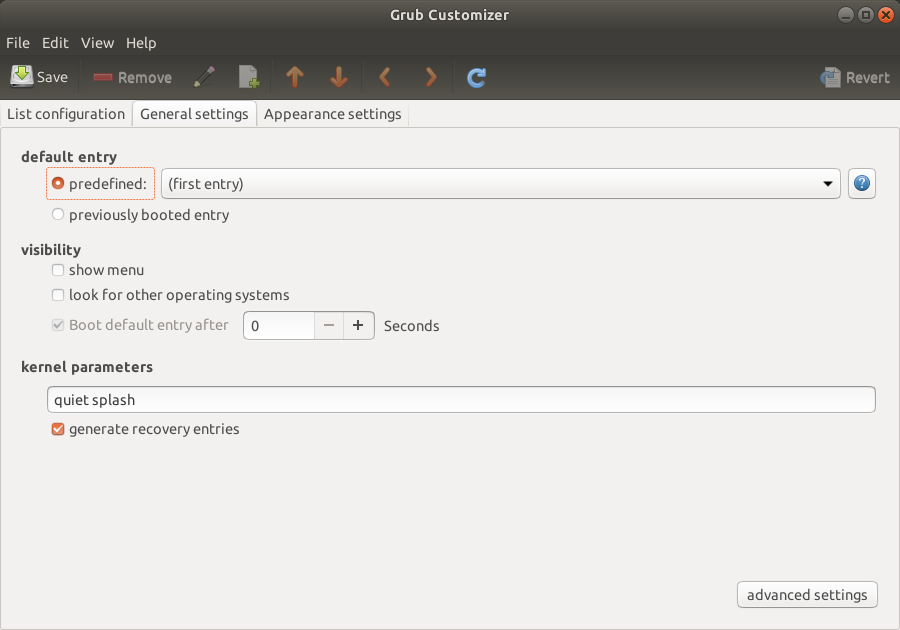 Grub Customizer
File Edit View Help
Save Remove Revert
List configuration General settings Appearance settings
default entry
predefined: (first entry)
previously booted entry
visibility
show menu
look for other operating systems
Boot default entry after 0 − + Seconds
kernel parameters
quiet splash
generate recovery entries
advanced settings